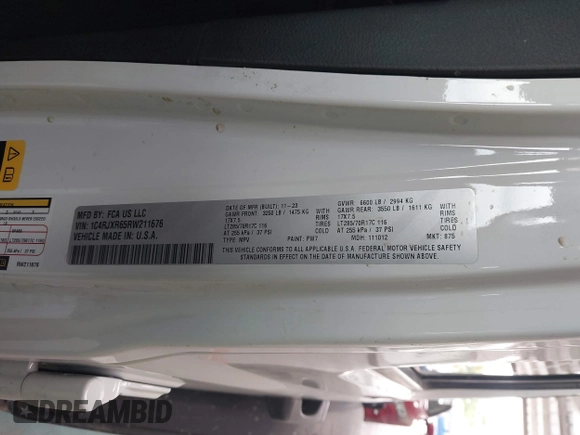 MFD BY: FCA US LLC
VIN: 1C4RJXR65RW211676
VEHICLE MADE IN: U.S.A.
DATE OF MFR (BUILT): 11-23
GAWR FRONT: 3250 LB / 1475 KG
17X7.5 RIMS
LT285/70R17C 116 TIRES
AT 255 kPa / 37 PSI COLD
TYPE: MPV
PAINT: PW7
MDH: 111012
GVWR: 6600 LB / 2994 KG
GAWR REAR: 3550 LB / 1611 KG
17X7.5 RIMS
LT285/70R17C 116 TIRES
AT 255 kPa / 37 PSI COLD
MKT: 875
THIS VEHICLE CONFORMS TO ALL APPLICABLE U.S.A. FEDERAL MOTOR VEHICLE SAFETY
STANDARDS IN EFFECT ON THE DATE OF MANUFACTURE SHOWN ABOVE
RW211676
DREAMBID